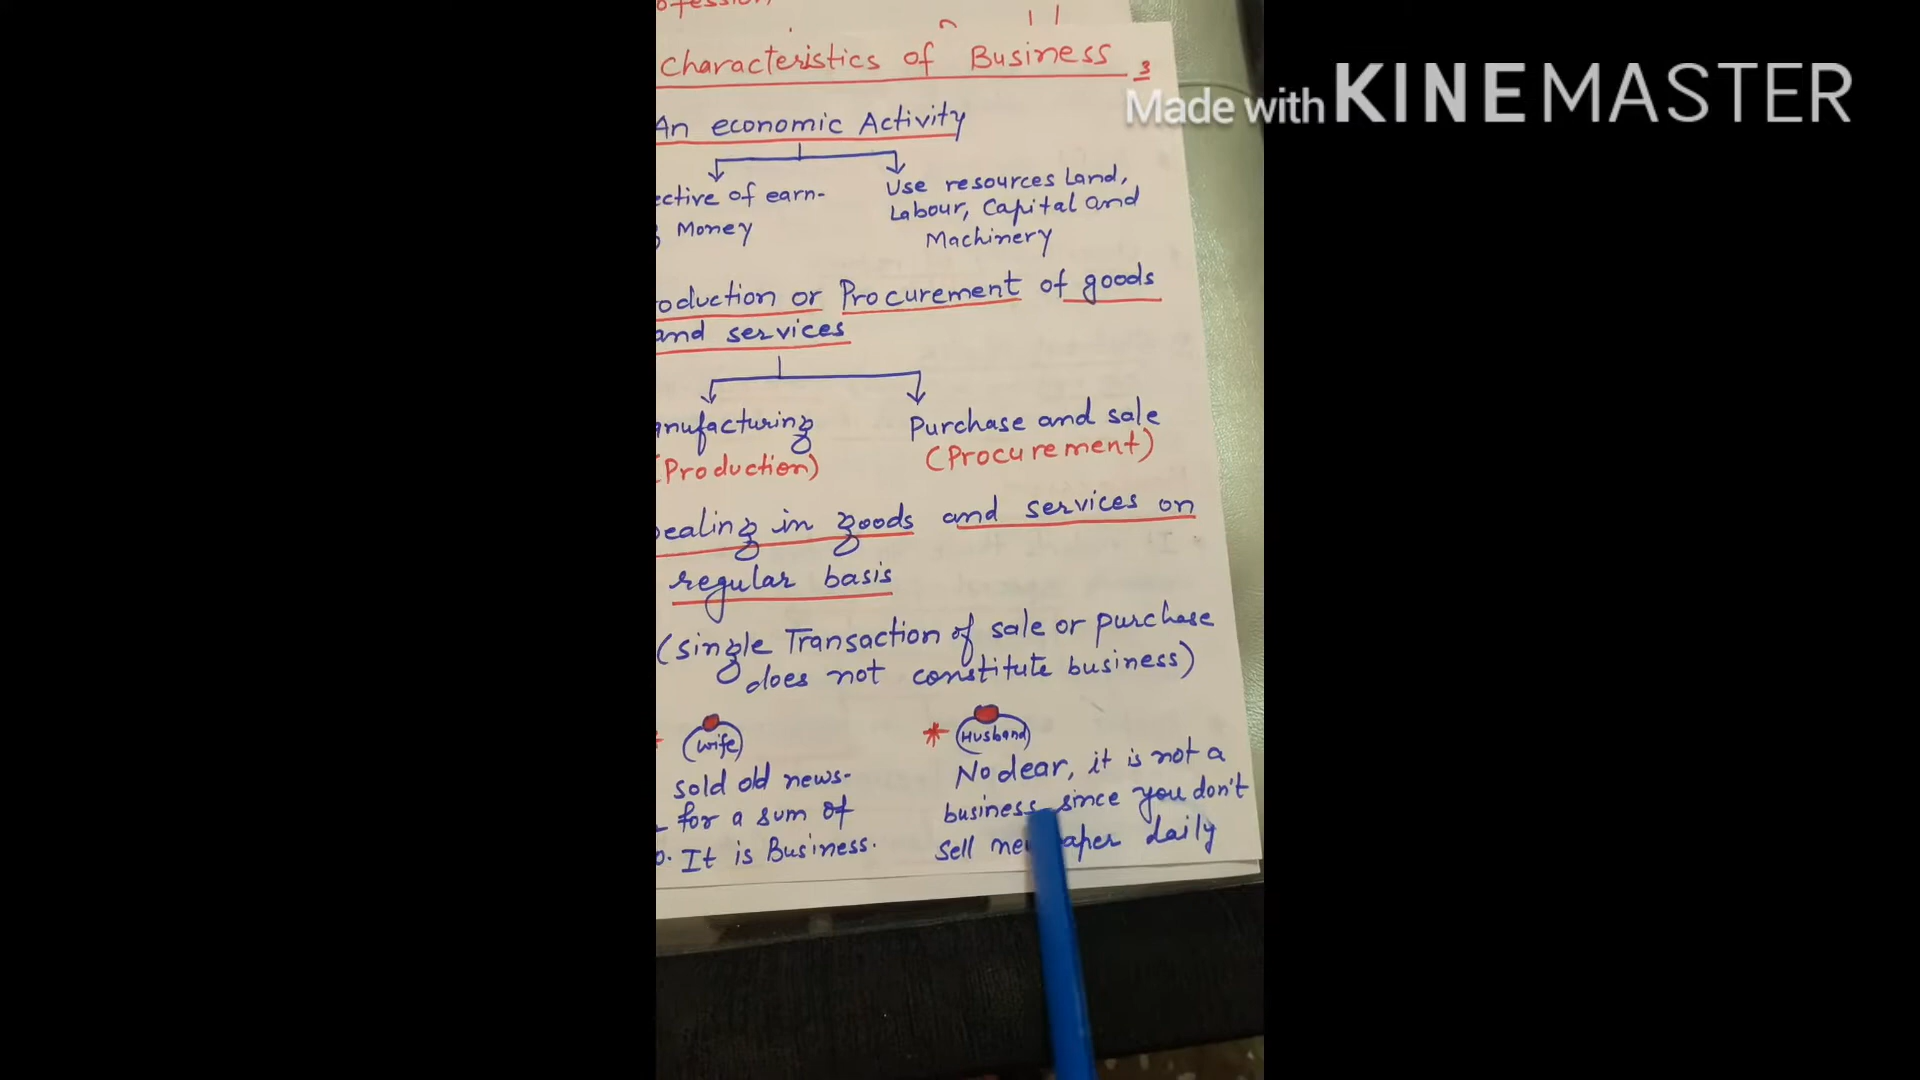 Characteristics of Business 3
Made with KINEMASTER
An economic Activity
ective of earn-
Money
Use resources Land,
Labour, Capital and
Machinery
oduction or Procurement of goods
and services
anufacturing
(Production)
Purchase and sale
(Procurement)
ealing in goods and services on
regular basis
(single Transaction of sale or purchase
does not constitute business)
wife
sold old news-
for a sum of
It is Business.
* Husband
No dear, it is not a
business since you don't
sell daily